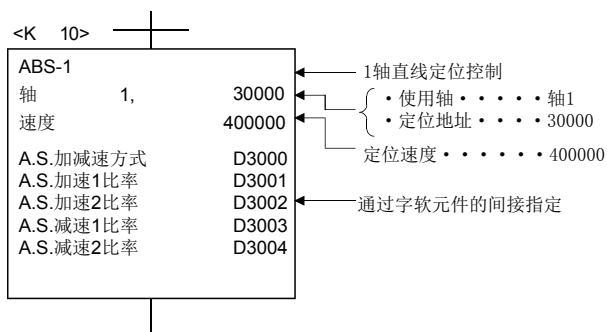 <K 10>
ABS-1
轴 1, 30000
速度 400000
A.S.加减速方式 D3000
A.S.加速1比率 D3001
A.S.加速2比率 D3002
A.S.减速1比率 D3003
A.S.减速2比率 D3004
1轴直线定位控制
・使用轴・・・・・轴1
・定位地址・・・・30000
定位速度・・・・・・400000
通过字软元件的间接指定